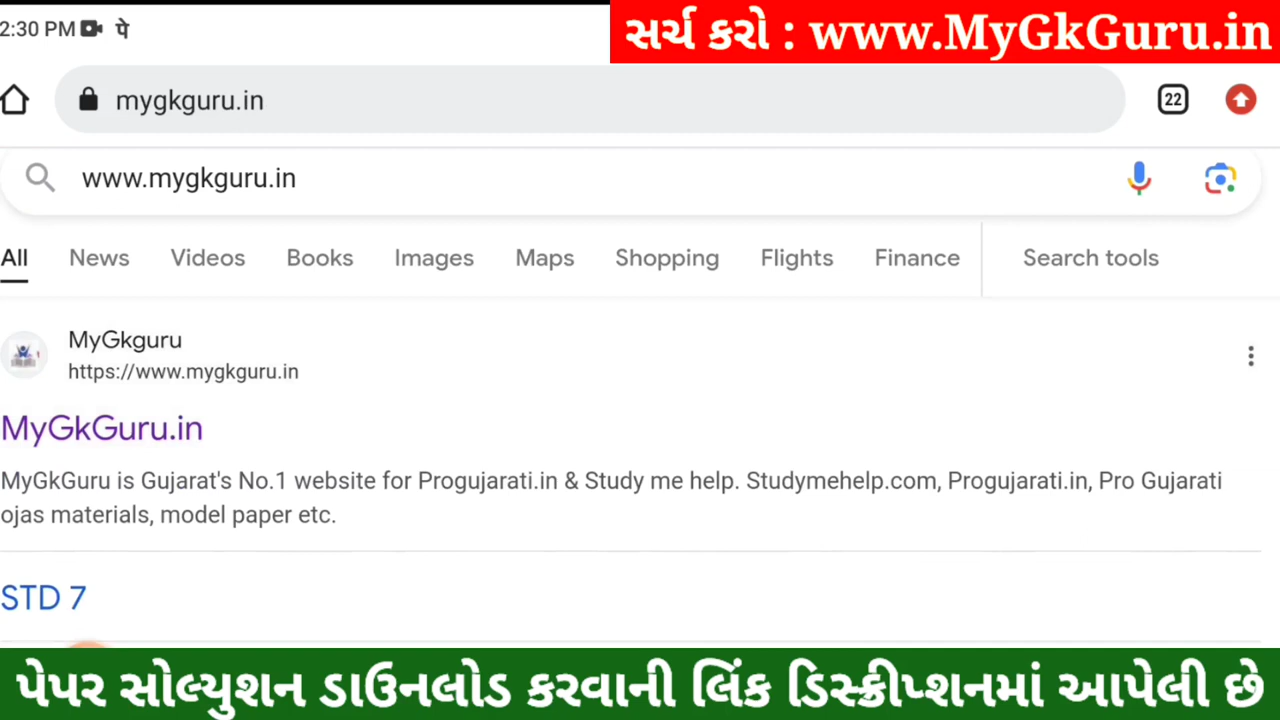 2:30 PM पे
સર્ચ કરો : www.MyGkGuru.in
mygkguru.in
22
www.mygkguru.in
All News Videos Books Images Maps Shopping Flights Finance Search tools
MyGkguru
https://www.mygkguru.in
MyGkGuru.in
MyGkGuru is Gujarat's No.1 website for Progujarati.in & Study me help. Studymehelp.com, Progujarati.in, Pro Gujarati
ojas materials, model paper etc.
STD 7
પેપર સોલ્યુશન ડાઉનલોડ કરવાની લિંક ડિસ્ક્રીપ્શનમાં આપેલી છે